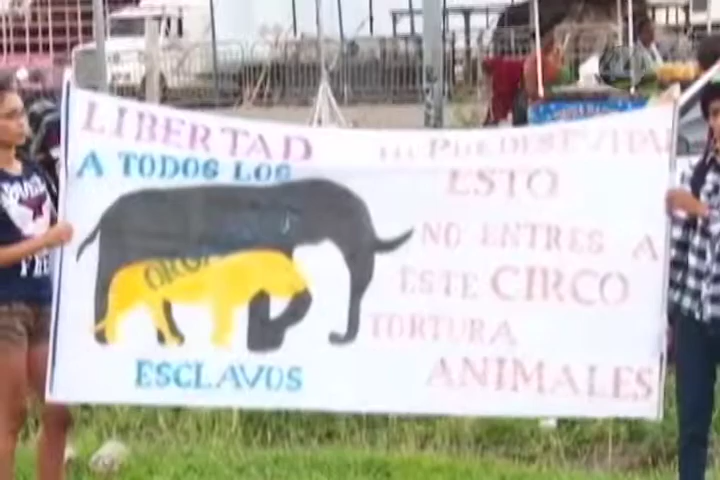 LIBERTAD
A TODOS LOS
ESCLAVOS
ESTO
NO ENTRES A
ESTE CIRCO
TORTURA
ANIMALES